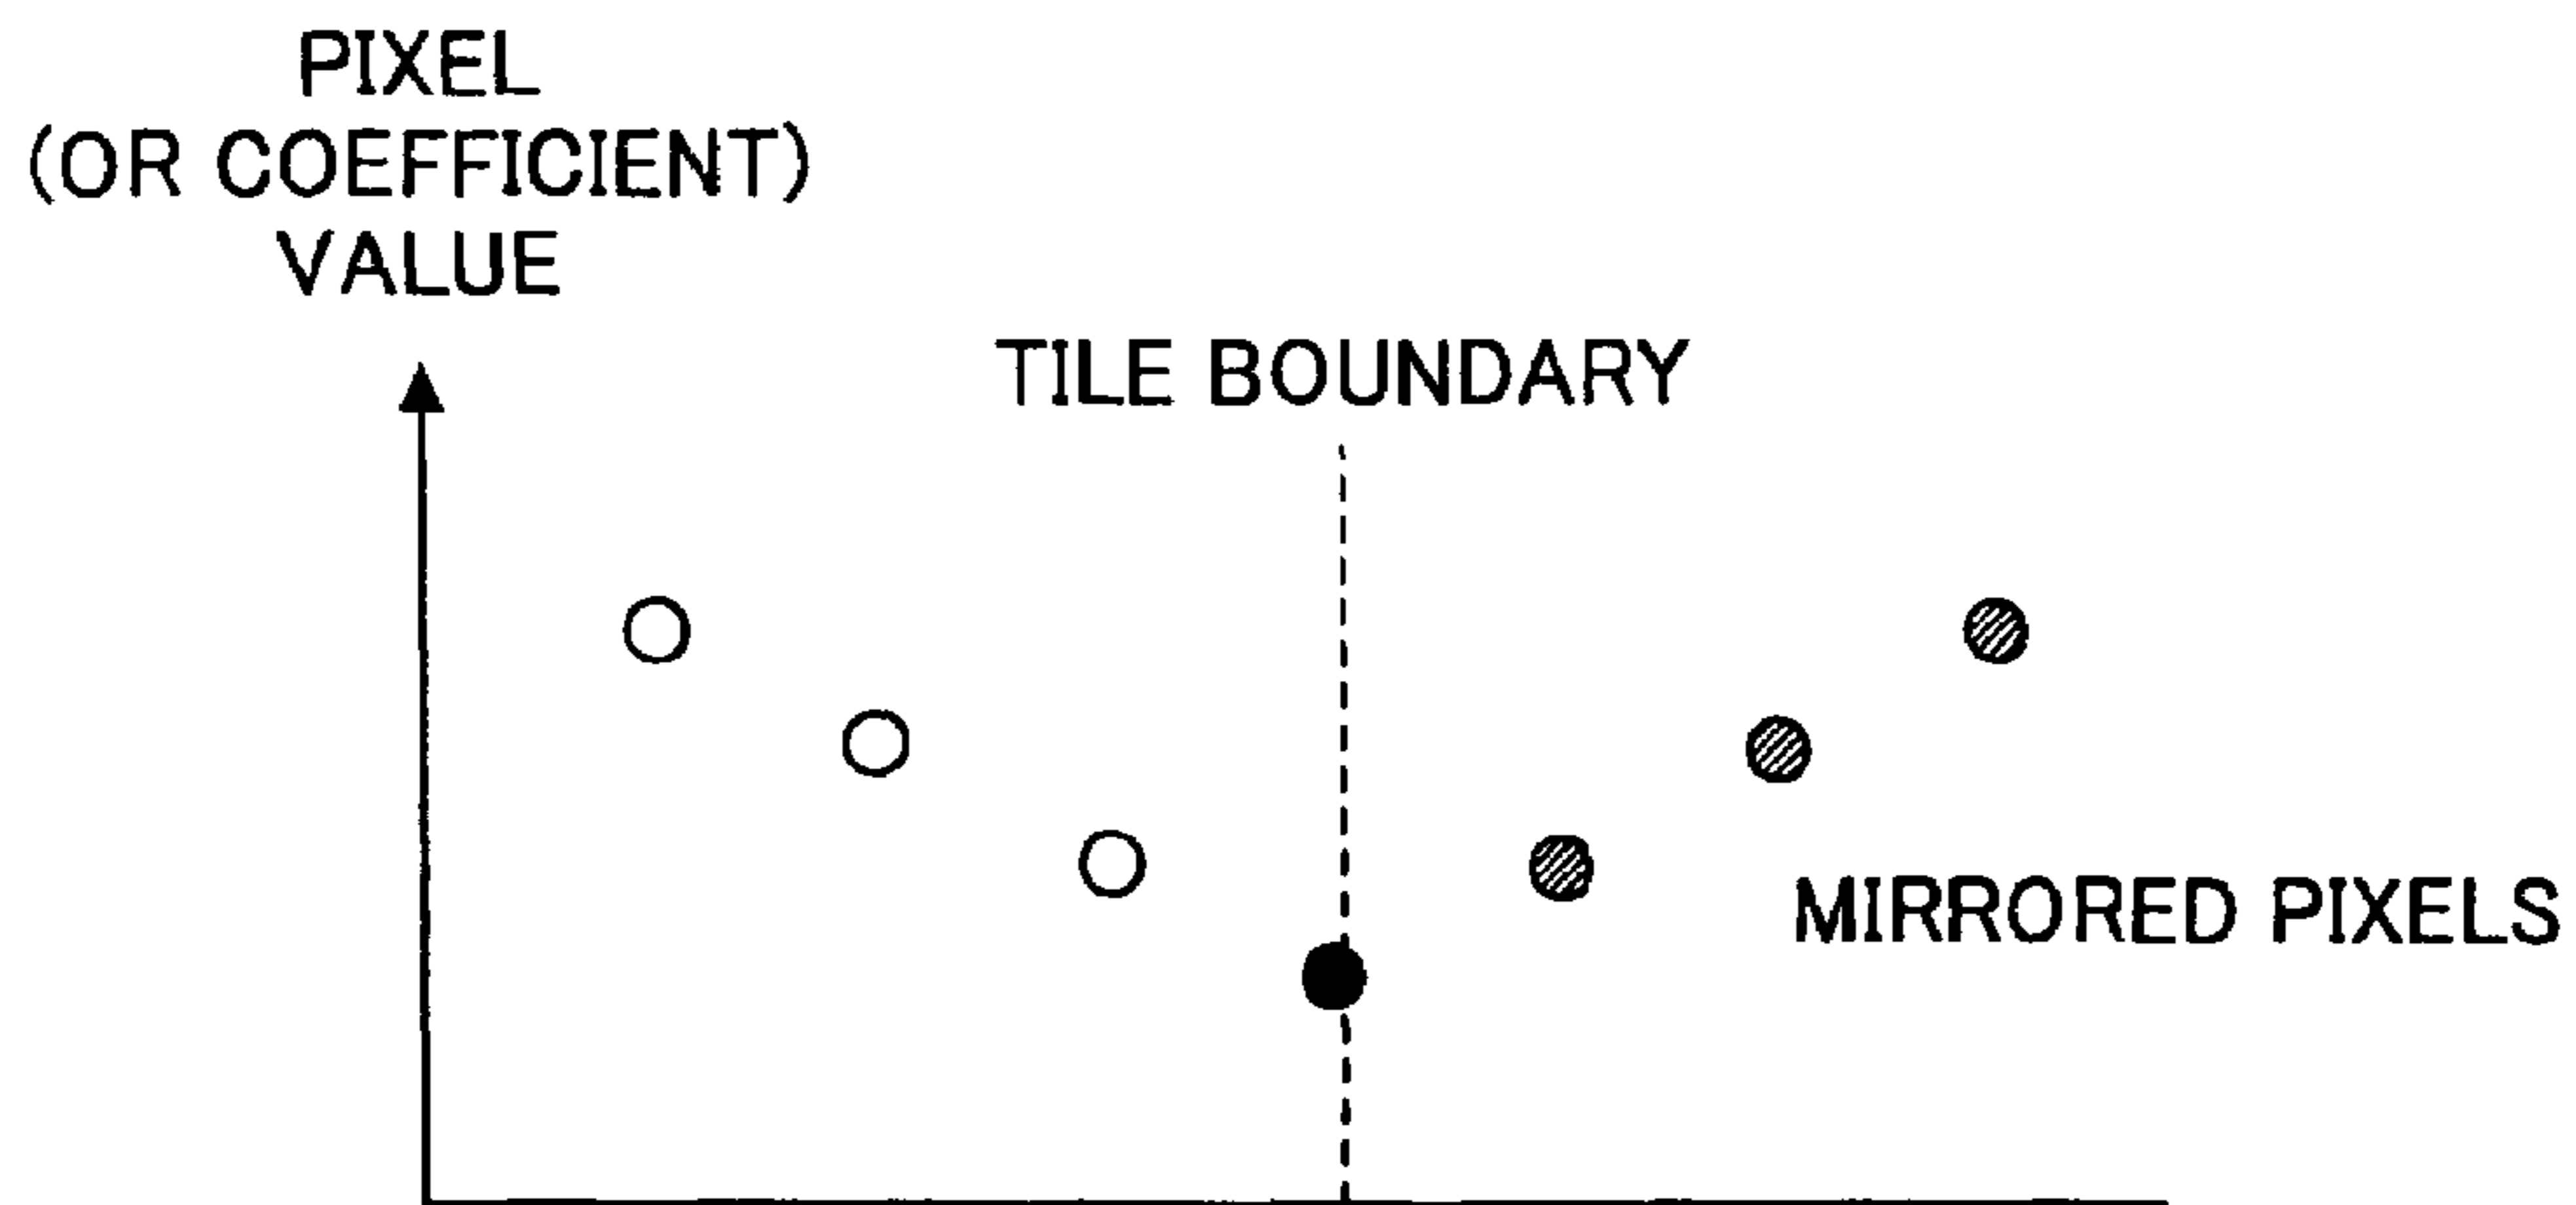 PIXEL
(OR COEFFICIENT)
VALUE
TILE BOUNDARY
MIRRORED PIXELS